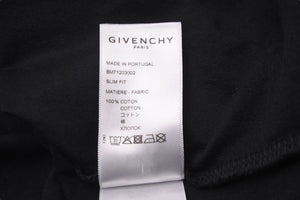 GIVENCHY
PARIS
MADE IN PORTUGAL
BM71203002
SLIM FIT
MATIERE - FABRIC
100% COTON
COTTON
コットン
棉
ХЛОПОК